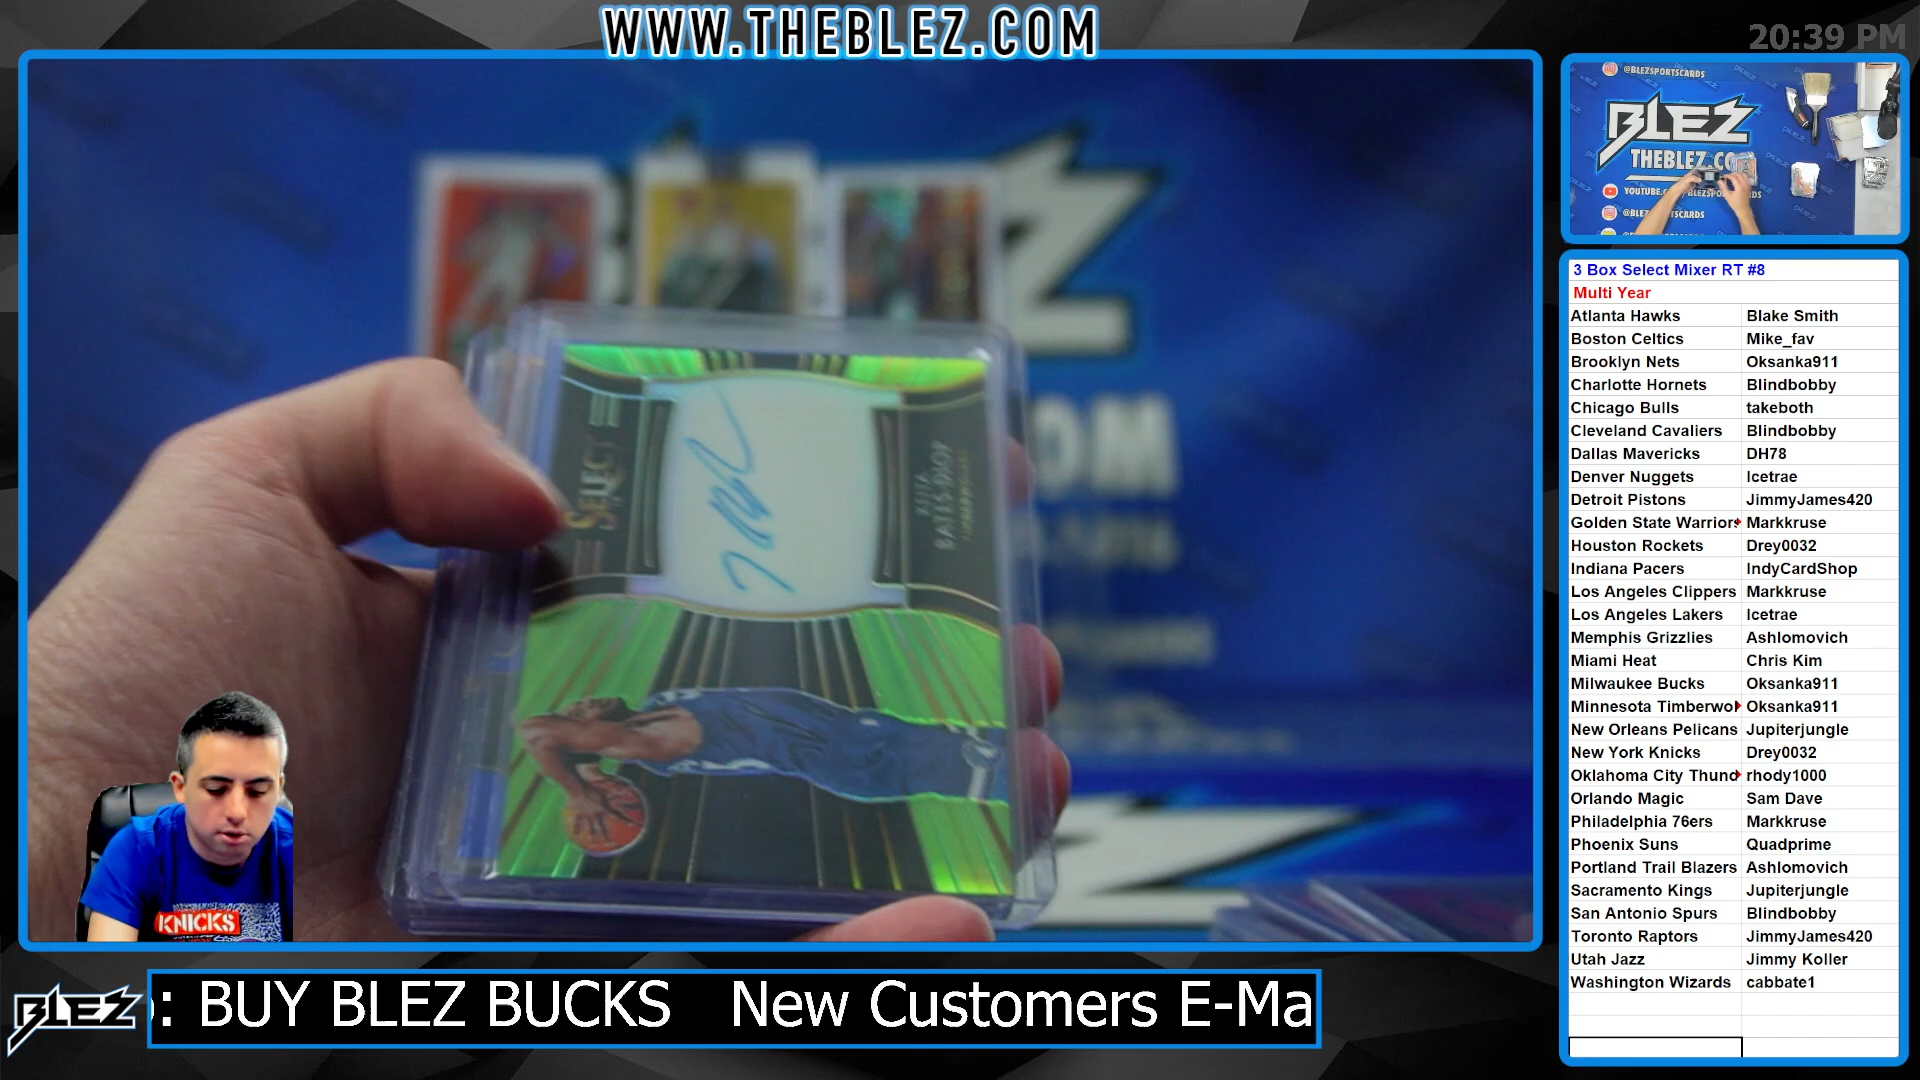 WWW.THEBLEZ.COM
20:39 PM
@BLEZSPORTSCARDS
BLEZ
THEBLEZ.CO
SELECT
KEITA
BATES-DIOP
TIMBERWOLVES
3 Box Select Mixer RT #8
Multi Year
Atlanta Hawks Blake Smith
Boston Celtics Mike_fav
Brooklyn Nets Oksanka911
Charlotte Hornets Blindbobby
Chicago Bulls takeboth
Cleveland Cavaliers Blindbobby
Dallas Mavericks DH78
Denver Nuggets Icetrae
Detroit Pistons JimmyJames420
Golden State Warriors Markkruse
Houston Rockets Drey0032
Indiana Pacers IndyCardShop
Los Angeles Clippers Markkruse
Los Angeles Lakers Icetrae
Memphis Grizzlies Ashlomovich
Miami Heat Chris Kim
Milwaukee Bucks Oksanka911
Minnesota Timberwol Oksanka911
New Orleans Pelicans Jupiterjungle
New York Knicks Drey0032
Oklahoma City Thund rhody1000
Orlando Magic Sam Dave
Philadelphia 76ers Markkruse
Phoenix Suns Quadprime
Portland Trail Blazers Ashlomovich
Sacramento Kings Jupiterjungle
San Antonio Spurs Blindbobby
Toronto Raptors JimmyJames420
Utah Jazz Jimmy Koller
Washington Wizards cabbate1
KNICKS
BLEZ
: BUY BLEZ BUCKS New Customers E-Ma